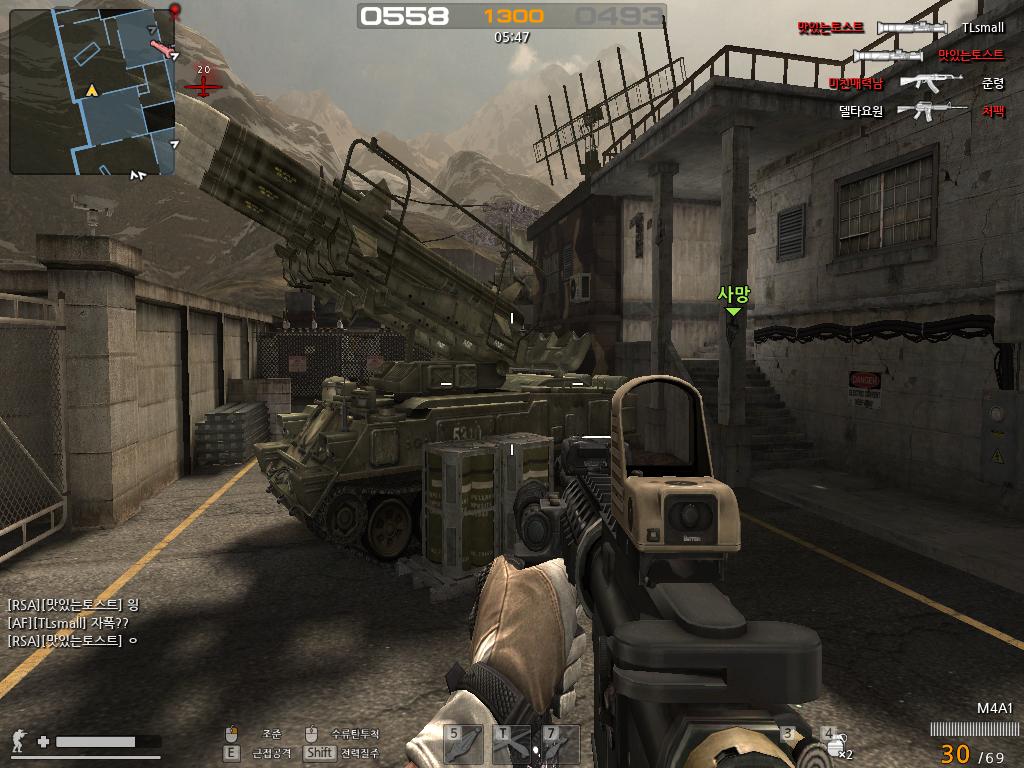 0558 1300 0493
05:47
맛있는토스트 TLsmall
맛있는토스트
미친매력남 준령
델타요원 처팩
20
사망
DANGER
[RSA][맛있는토스트] 윙
[AF][TLsmall] 자폭??
[RSA][맛있는토스트] ㅇ
조준 수류탄투척
E 근접공격 Shift 전력질주
5 T 7 3 4
x2
M4A1
30 /69